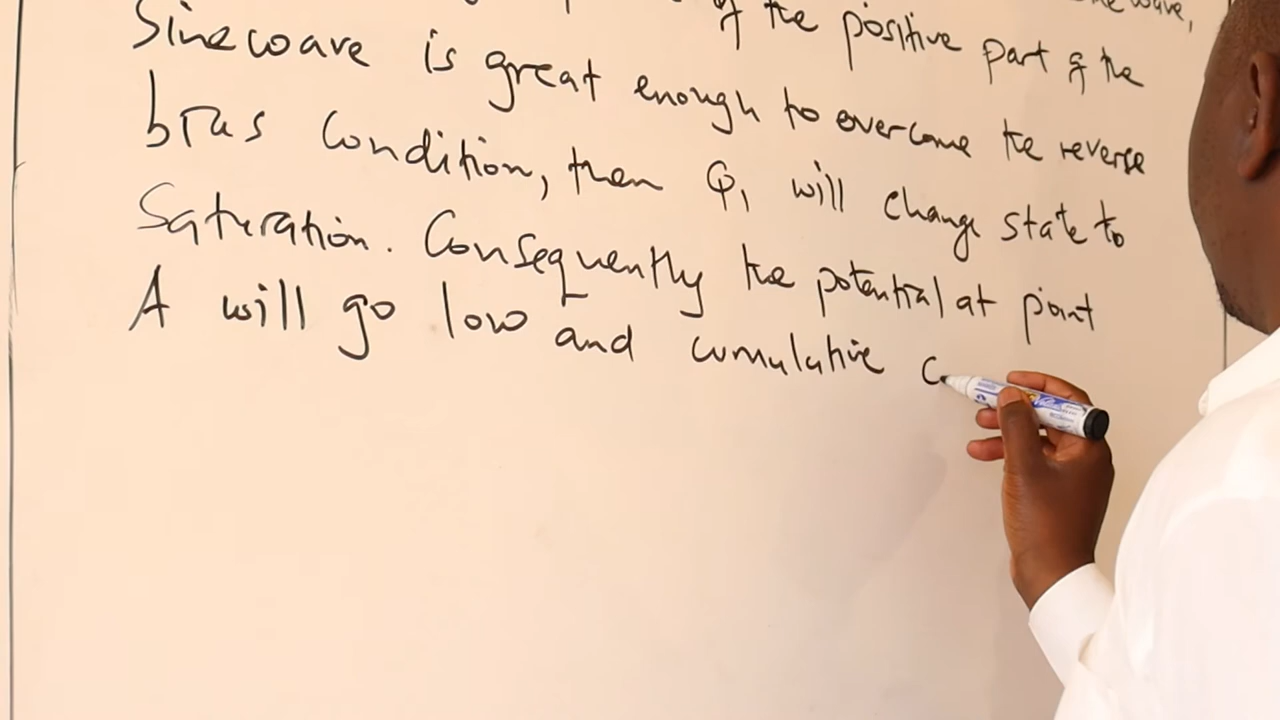 of the positive part of the
Sinewave is great enough to overcome the reverse
bias condition, then Q1 will change state to
Saturation. Consequently the potential at point
A will go low and cumulative c